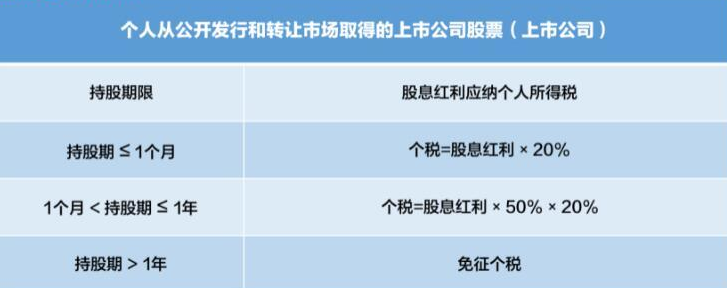 个人从公开发行和转让市场取得的上市公司股票（上市公司）
持股期限 股息红利应纳个人所得税
持股期 ≤ 1个月 个税=股息红利 × 20%
1个月 < 持股期 ≤ 1年 个税=股息红利 × 50% × 20%
持股期 > 1年 免征个税